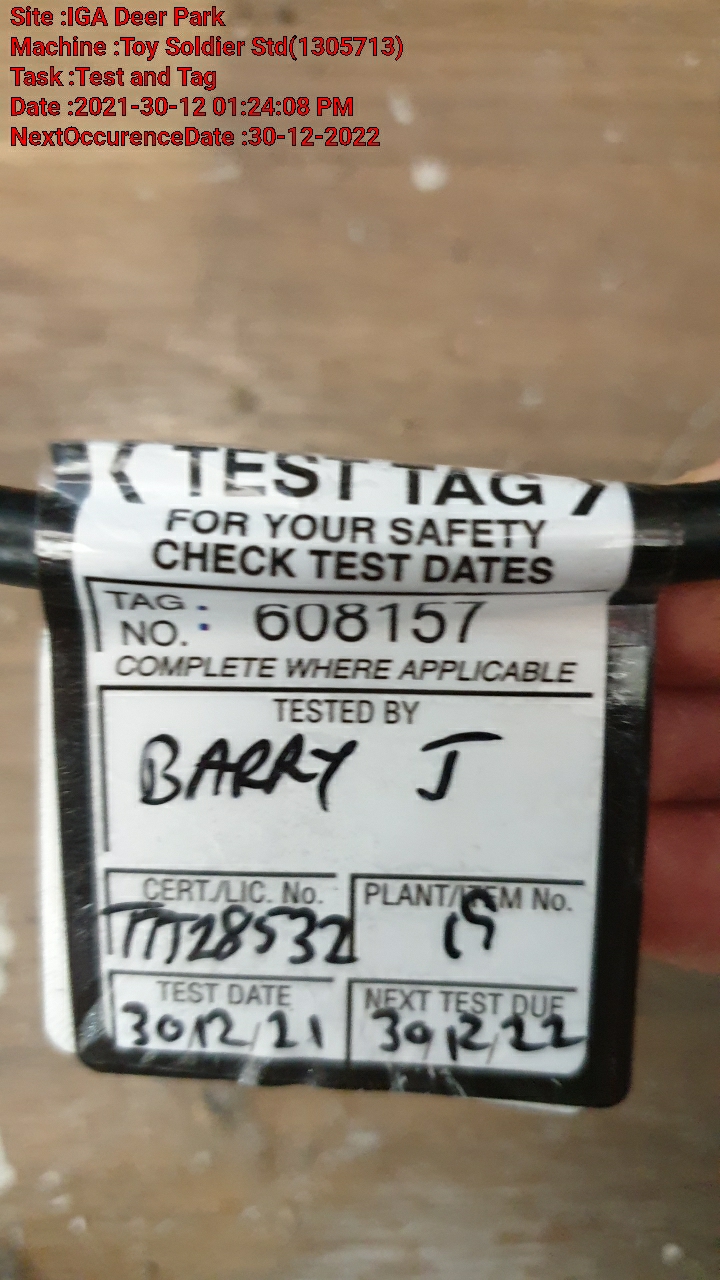 Site :IGA Deer Park
Machine :Toy Soldier Std(1305713)
Task :Test and Tag
Date :2021-30-12 01:24:08 PM
NextOccurenceDate :30-12-2022
< TEST TAG >
FOR YOUR SAFETY
CHECK TEST DATES
TAG NO. : 608157
COMPLETE WHERE APPLICABLE
TESTED BY
BARRY J
CERT./LIC. No.
TTT28532
PLANT/ITEM No.
19
TEST DATE
30/12/21
NEXT TEST DUE
30/12/22